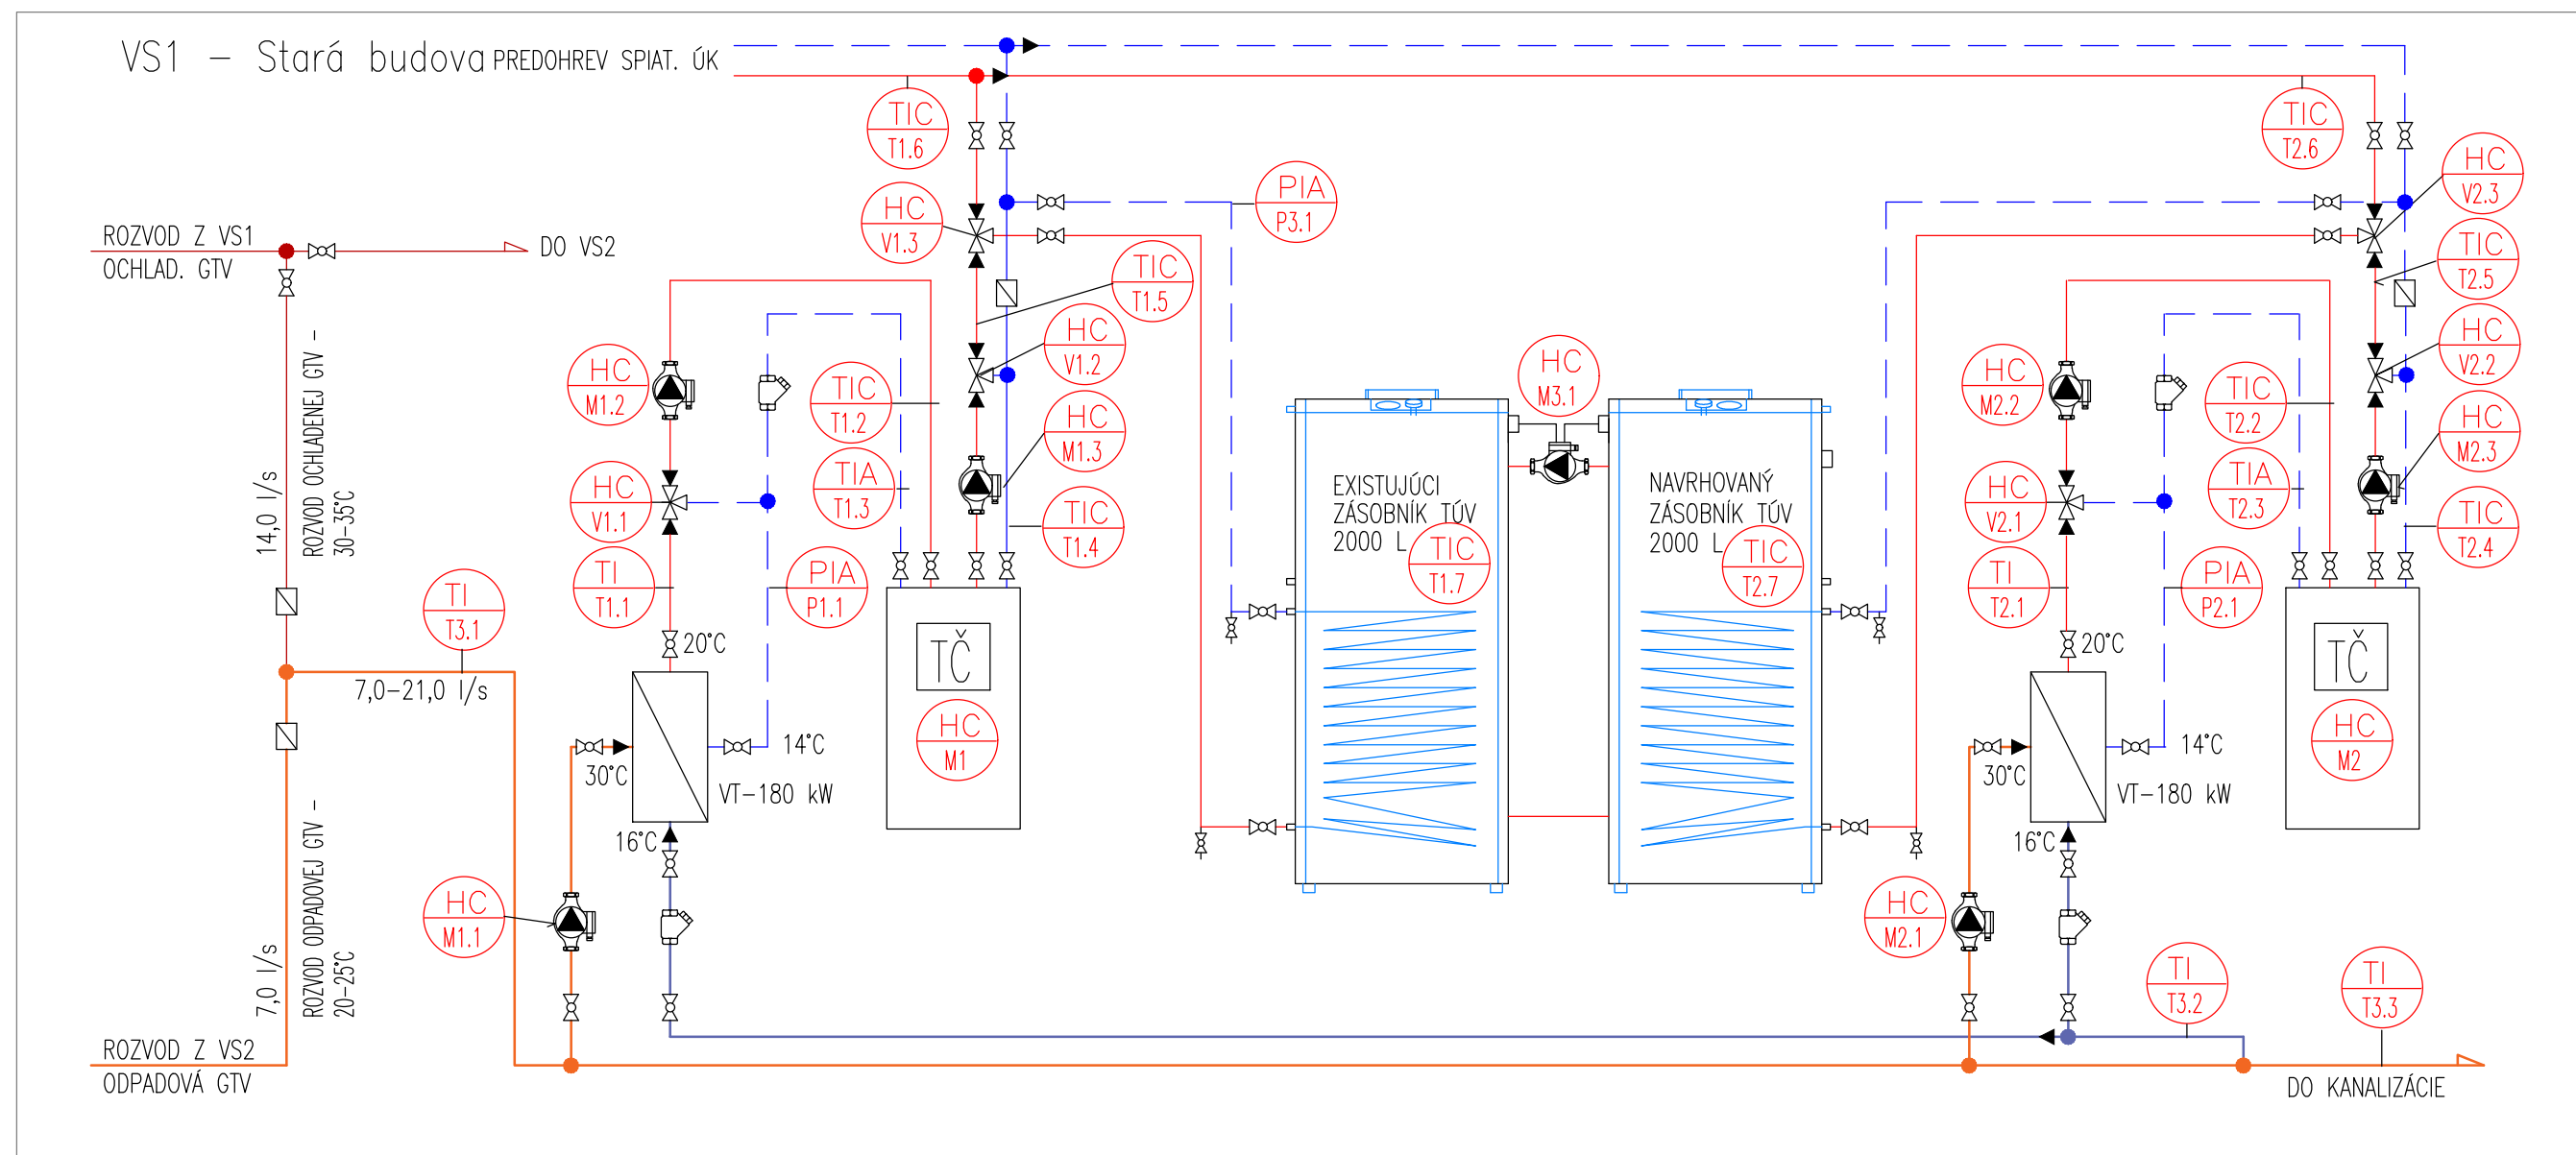 VS1 – Stará budova PREDOHREV SPIAT. ÚK
TIC
T1.6
TIC
T2.6
HC
V1.3
PIA
P3.1
HC
V2.3
ROZVOD Z VS1
OCHLAD. GTV
DO VS2
TIC
T1.5
TIC
T2.5
HC
V1.2
HC
V2.2
HC
M1.2
TIC
T1.2
HC
M3.1
HC
M2.2
TIC
T2.2
HC
M1.3
HC
M2.3
14,0 l/s
ROZVOD OCHLADENEJ GTV –
30–35°C
HC
V1.1
TIA
T1.3
TIC
T1.4
EXISTUJÚCI
ZÁSOBNÍK TÚV
2000 L
TIC
T1.7
NAVRHOVANÝ
ZÁSOBNÍK TÚV
2000 L
TIC
T2.7
HC
V2.1
TIA
T2.3
TIC
T2.4
TI
T3.1
TI
T1.1
PIA
P1.1
TI
T2.1
PIA
P2.1
20°C
TČ
20°C
TČ
7,0–21,0 l/s
HC
M1
HC
M2
14°C
30°C
VT–180 kW
16°C
14°C
30°C
VT–180 kW
16°C
7,0 l/s
ROZVOD ODPADOVEJ GTV –
20–25°C
HC
M1.1
HC
M2.1
TI
T3.2
TI
T3.3
ROZVOD Z VS2
ODPADOVÁ GTV
DO KANALIZÁCIE